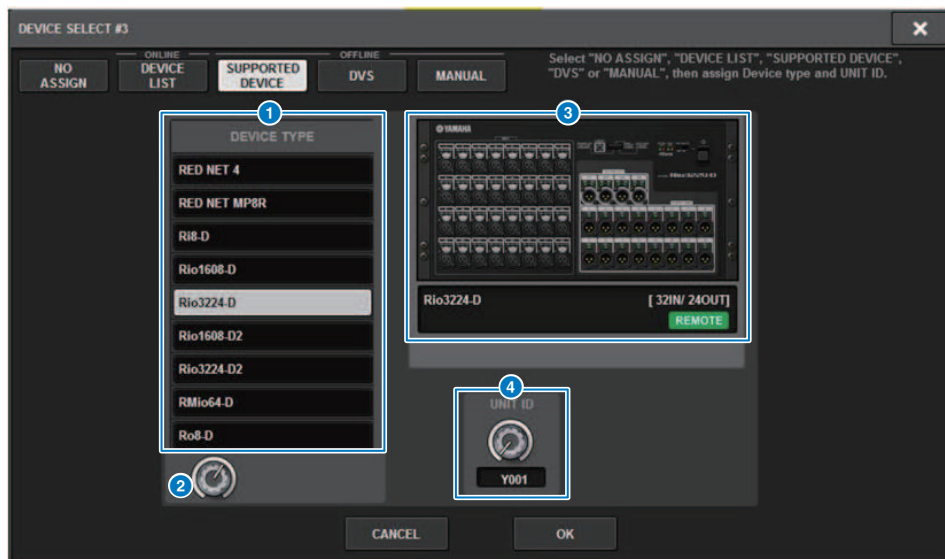 DEVICE SELECT #3
ONLINE
OFFLINE
NO
ASSIGN
DEVICE
LIST
SUPPORTED
DEVICE
DVS
MANUAL
Select "NO ASSIGN", "DEVICE LIST", "SUPPORTED DEVICE",
"DVS" or "MANUAL", then assign Device type and UNIT ID.
1
DEVICE TYPE
RED NET 4
RED NET MP8R
Ri8-D
Rio1608-D
Rio3224-D
Rio1608-D2
Rio3224-D2
RMio64-D
Ro8-D
2
3
YAMAHA
Rio3224-D [ 32IN/ 24OUT]
REMOTE
4
UNIT ID
Y001
CANCEL
OK